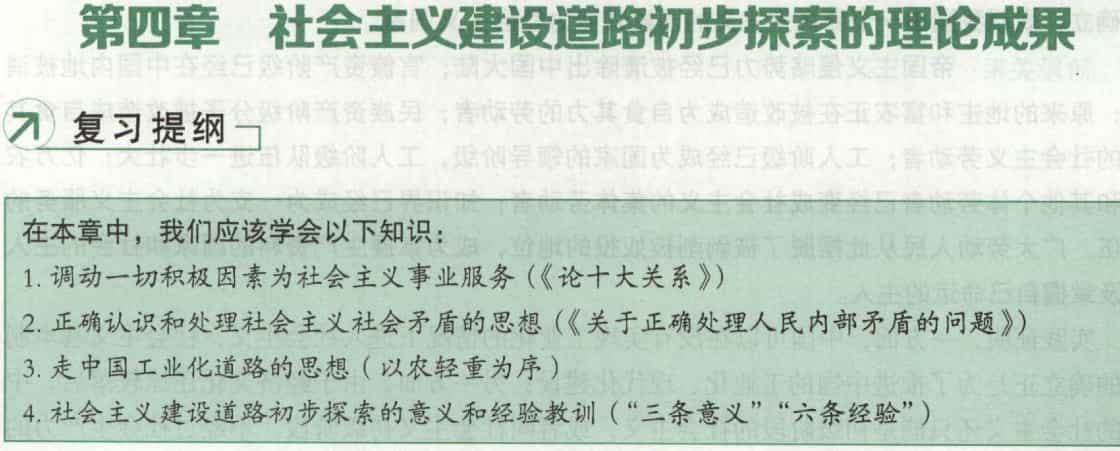 第四章 社会主义建设道路初步探索的理论成果
复习提纲
在本章中，我们应该学会以下知识：
1. 调动一切积极因素为社会主义事业服务（《论十大关系》）
2. 正确认识和处理社会主义社会矛盾的思想（《关于正确处理人民内部矛盾的问题》）
3. 走中国工业化道路的思想（以农轻重为序）
4. 社会主义建设道路初步探索的意义和经验教训（“三条意义”“六条经验”）